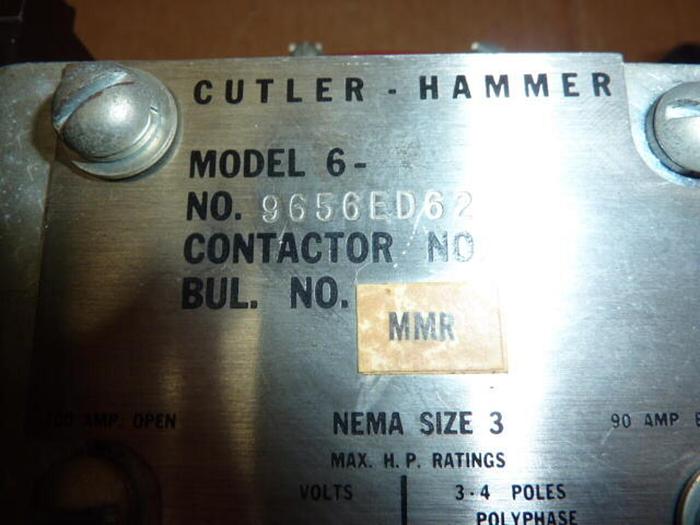 CUTLER - HAMMER
MODEL 6-
NO. 9656ED62
CONTACTOR NO
BUL. NO. MMR
100 AMP. OPEN NEMA SIZE 3 90 AMP
MAX. H.P. RATINGS
VOLTS 3-4 POLES
POLYPHASE